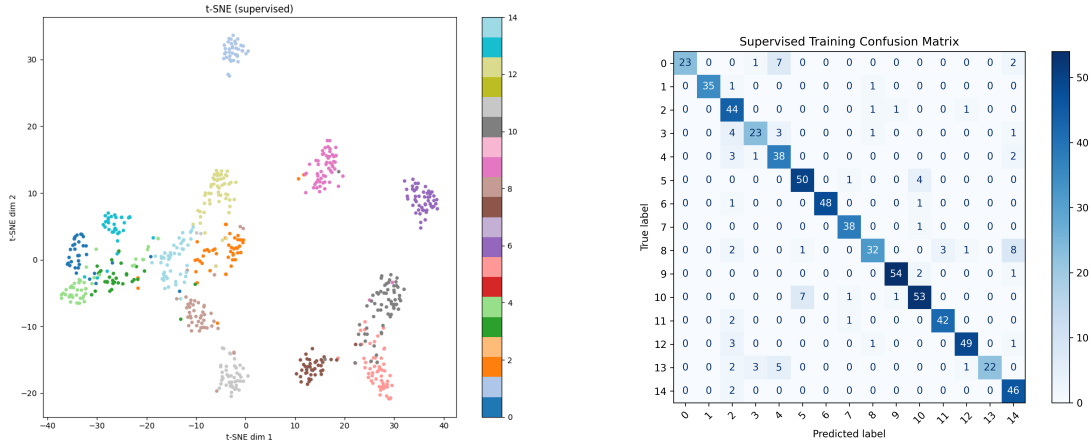 t-SNE (supervised)
t-SNE dim 2
30
20
10
0
−10
−20
−40 −30 −20 −10 0 10 20 30 40
t-SNE dim 1
14
12
10
8
6
4
2
0
Supervised Training Confusion Matrix
True label
0 23 0 0 1 7 0 0 0 0 0 0 0 0 0 2
1 0 35 1 0 0 0 0 0 1 0 0 0 0 0 0
2 0 0 44 0 0 0 0 0 1 1 0 0 1 0 0
3 0 0 4 23 3 0 0 0 1 0 0 0 0 0 1
4 0 0 3 1 38 0 0 0 0 0 0 0 0 0 2
5 0 0 0 0 0 50 0 1 0 0 4 0 0 0 0
6 0 0 1 0 0 0 48 0 0 0 1 0 0 0 0
7 0 0 0 0 0 0 0 38 0 0 1 0 0 0 0
8 0 0 2 0 0 1 0 0 32 0 0 3 1 0 8
9 0 0 0 0 0 0 0 0 0 54 2 0 0 0 1
10 0 0 0 0 0 7 0 1 0 1 53 0 0 0 0
11 0 0 2 0 0 0 0 1 0 0 0 42 0 0 0
12 0 0 3 0 0 0 0 0 1 0 0 0 49 0 1
13 0 0 2 3 5 0 0 0 0 0 0 0 1 22 0
14 0 0 2 0 0 0 0 0 0 0 0 0 0 0 46
0 1 2 3 4 5 6 7 8 9 10 11 12 13 14
Predicted label
50
40
30
20
10
0